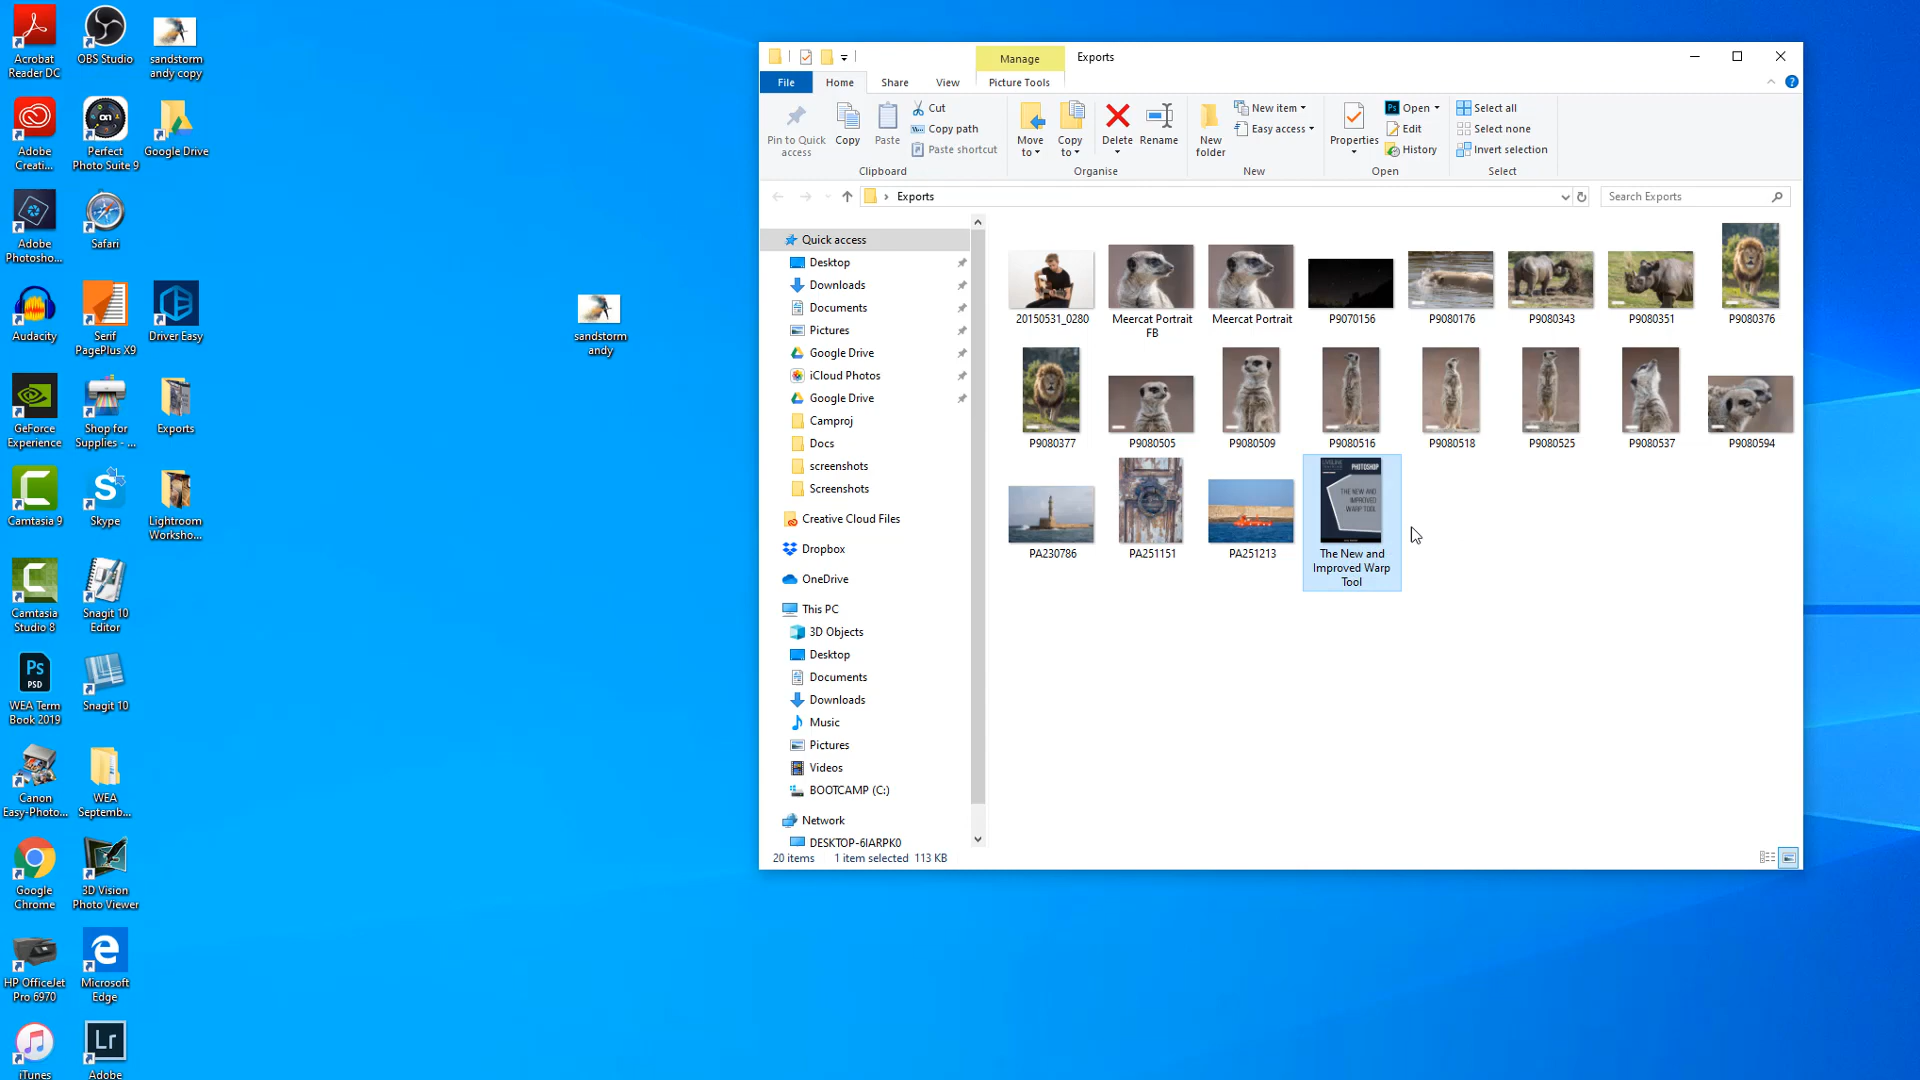 Acrobat
Reader DC
OBS Studio
sandstorm
andy copy
Adobe
Creati...
Perfect
Photo Suite 9
Google Drive
Adobe
Photosho...
Safari
Audacity
Serif
PagePlus X9
Driver Easy
GeForce
Experience
Shop for
Supplies - ...
Exports
Camtasia 9
Skype
Lightroom
Worksho...
Camtasia
Studio 8
Snagit 10
Editor
Ps
PSD
WEA Term
Book 2019
Snagit 10
Canon
Easy-Photo...
WEA
Septemb...
Google
Chrome
3D Vision
Photo Viewer
HP OfficeJet
Pro 6970
Microsoft
Edge
iTunes
Lr
Adobe
sandstorm
andy
Manage
Exports
File
Home
Share
View
Picture Tools
Pin to Quick
access
Copy
Paste
Cut
Copy path
Paste shortcut
Clipboard
Move
to
Copy
to
Delete
Rename
Organise
New
folder
New item
Easy access
New
Properties
Ps
Open
Edit
History
Open
Select all
Select none
Invert selection
Select
Exports
Search Exports
Quick access
Desktop
Downloads
Documents
Pictures
Google Drive
iCloud Photos
Google Drive
Camproj
Docs
screenshots
Screenshots
Creative Cloud Files
Dropbox
OneDrive
This PC
3D Objects
Desktop
Documents
Downloads
Music
Pictures
Videos
BOOTCAMP (C:)
Network
DESKTOP-6IARPK0
20150531_0280
Meercat Portrait
FB
Meercat Portrait
P9070156
P9080176
P9080343
P9080351
P9080376
P9080377
P9080505
P9080509
P9080516
P9080518
P9080525
P9080537
P9080594
PHOTOSHOP
THE NEW AND
IMPROVED
WARP TOOL
PA230786
PA251151
PA251213
The New and
Improved Warp
Tool
20 items
1 item selected 113 KB